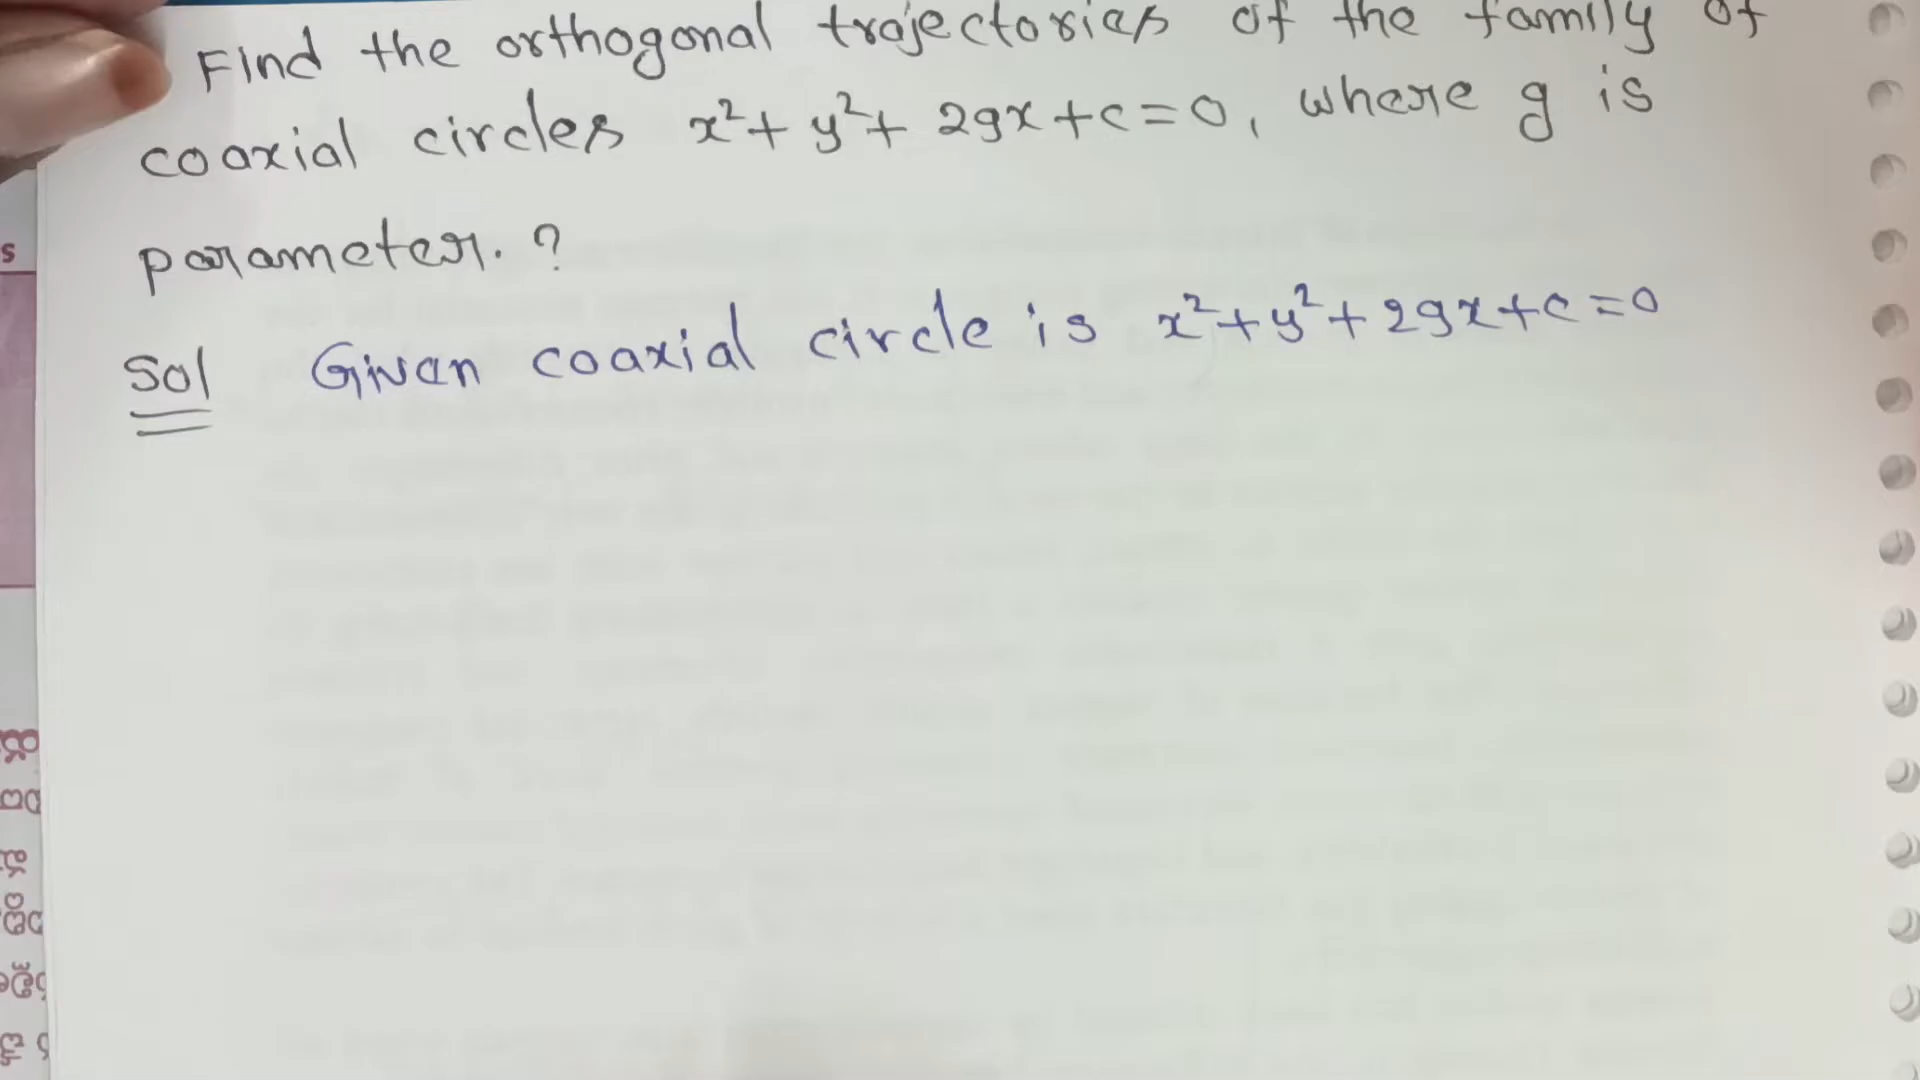 Find the orthogonal trajectories of the family of
coaxial circles x²+ y²+ 2gx+c=0, where g is
parameter. ?
Sol Given coaxial circle is x²+y²+2gx+c=0
s